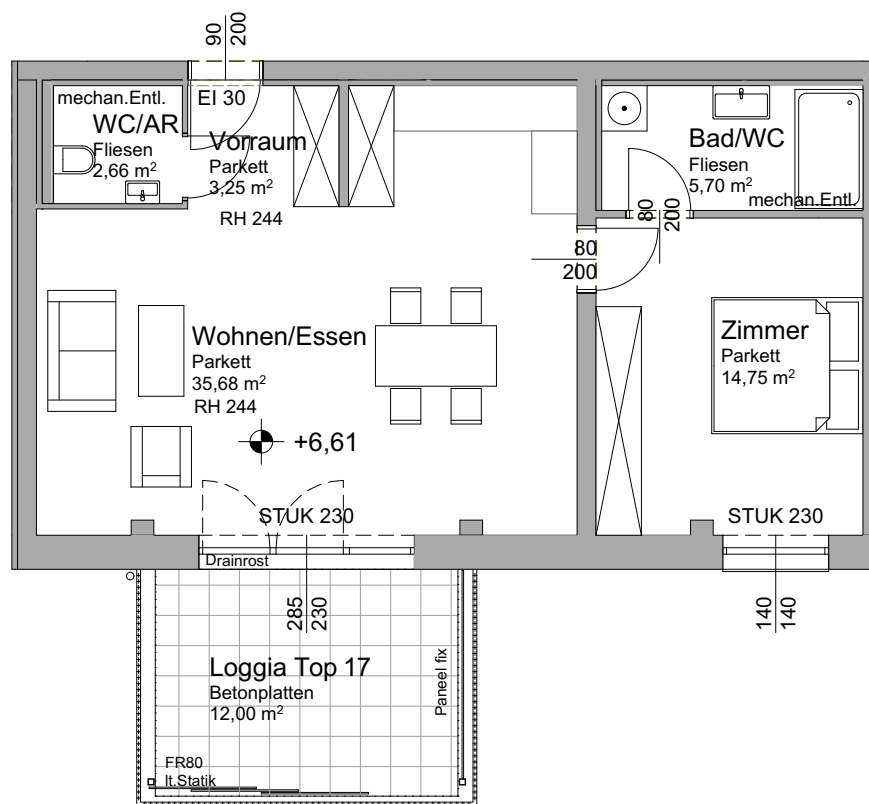 90
200
mechan.Entl.
WC/AR
Fliesen
2,66 m²
EI 30
Vorraum
Parkett
3,25 m²
RH 244
Bad/WC
Fliesen
5,70 m²
mechan.Entl.
80
200
80
200
Wohnen/Essen
Parkett
35,68 m²
RH 244
+6,61
Zimmer
Parkett
14,75 m²
STUK 230
STUK 230
Drainrost
285
230
140
140
Loggia Top 17
Betonplatten
12,00 m²
Paneel fix
FR80
lt.Statik